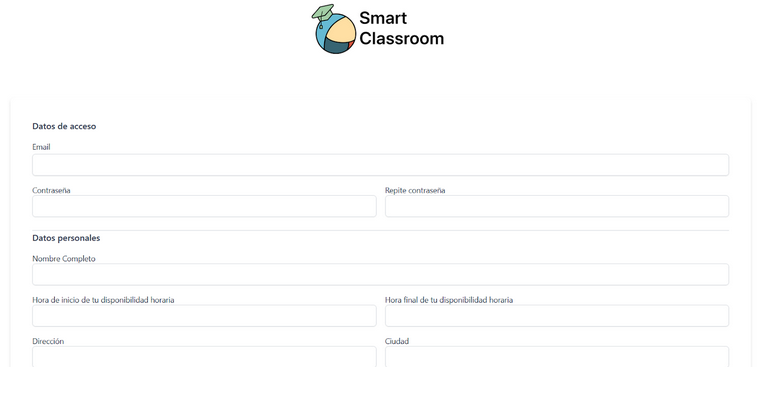 Smart
Classroom
Datos de acceso
Email
Contraseña
Repite contraseña
Datos personales
Nombre Completo
Hora de inicio de tu disponibilidad horaria
Hora final de tu disponibilidad horaria
Dirección
Ciudad